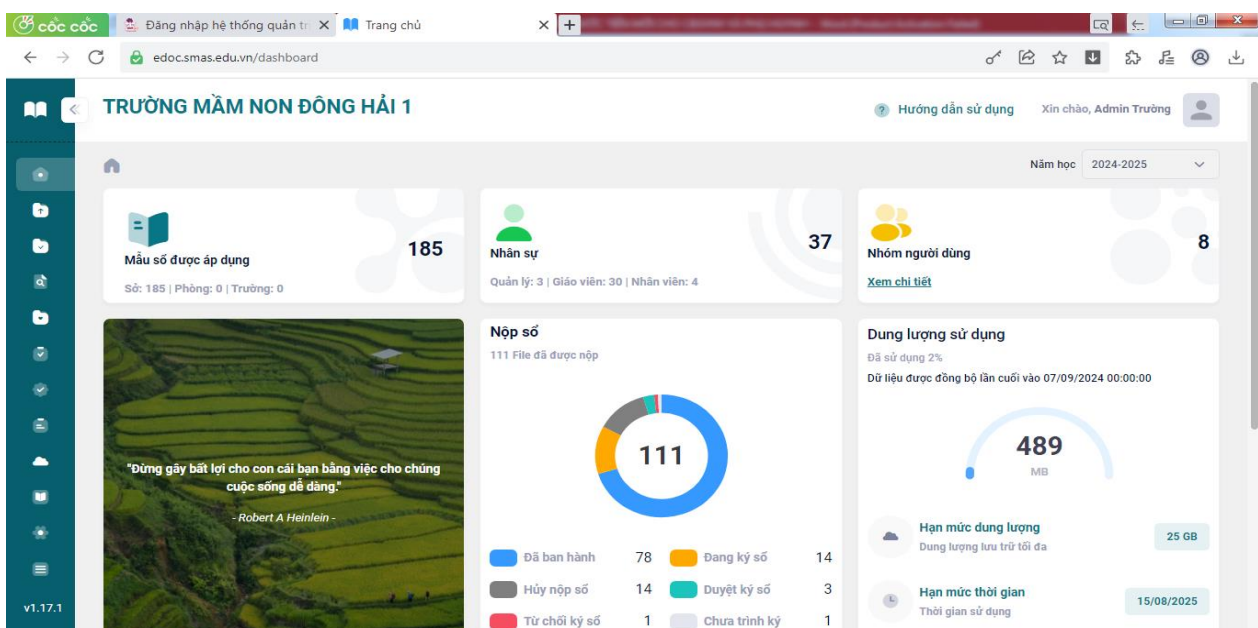 cốc cốc
Đăng nhập hệ thống quản tr
Trang chủ
edoc.smas.edu.vn/dashboard
TRƯỜNG MẦM NON ĐÔNG HẢI 1
Hướng dẫn sử dụng
Xin chào, Admin Trường
Năm học 2024-2025
Mẫu sổ được áp dụng
185
Sở: 185 | Phòng: 0 | Trường: 0
Nhân sự
37
Quản lý: 3 | Giáo viên: 30 | Nhân viên: 4
Nhóm người dùng
8
Xem chi tiết
"Đừng gây bất lợi cho con cái bạn bằng việc cho chúng
cuộc sống dễ dàng."
- Robert A Heinlein -
Nộp sổ
111 File đã được nộp
111
Đã ban hành 78
Đang ký số 14
Hủy nộp sổ 14
Duyệt ký số 3
Từ chối ký số 1
Chưa trình ký 1
Dung lượng sử dụng
Đã sử dụng 2%
Dữ liệu được đồng bộ lần cuối vào 07/09/2024 00:00:00
489
MB
Hạn mức dung lượng
Dung lượng lưu trữ tối đa
25 GB
Hạn mức thời gian
Thời gian sử dụng
15/08/2025
v1.17.1